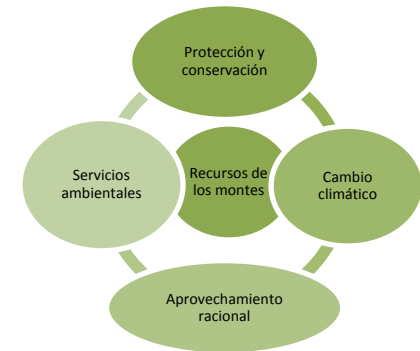 Protección y
conservación
Servicios
ambientales
Recursos de
los montes
Cambio
climático
Aprovechamiento
racional